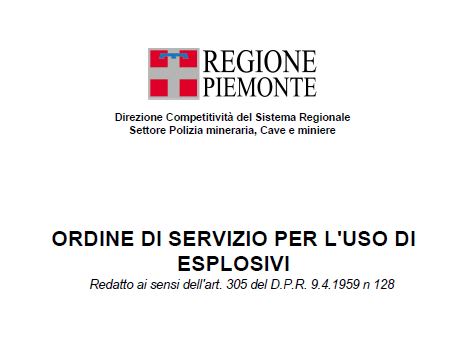 REGIONE
PIEMONTE
Direzione Competitività del Sistema Regionale
Settore Polizia mineraria, Cave e miniere
ORDINE DI SERVIZIO PER L'USO DI
ESPLOSIVI
Redatto ai sensi dell'art. 305 del D.P.R. 9.4.1959 n 128